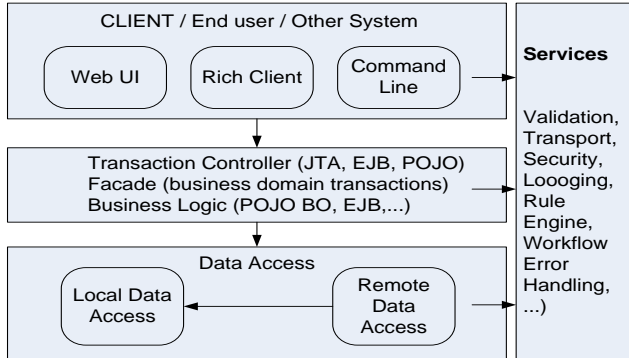 CLIENT / End user / Other System
Web UI
Rich Client
Command
Line
Transaction Controller (JTA, EJB, POJO)
Facade (business domain transactions)
Business Logic (POJO BO, EJB,...)
Data Access
Local Data
Access
Remote
Data
Access
Services
Validation,
Transport,
Security,
Loooging,
Rule
Engine,
Workflow
Error
Handling,
...)